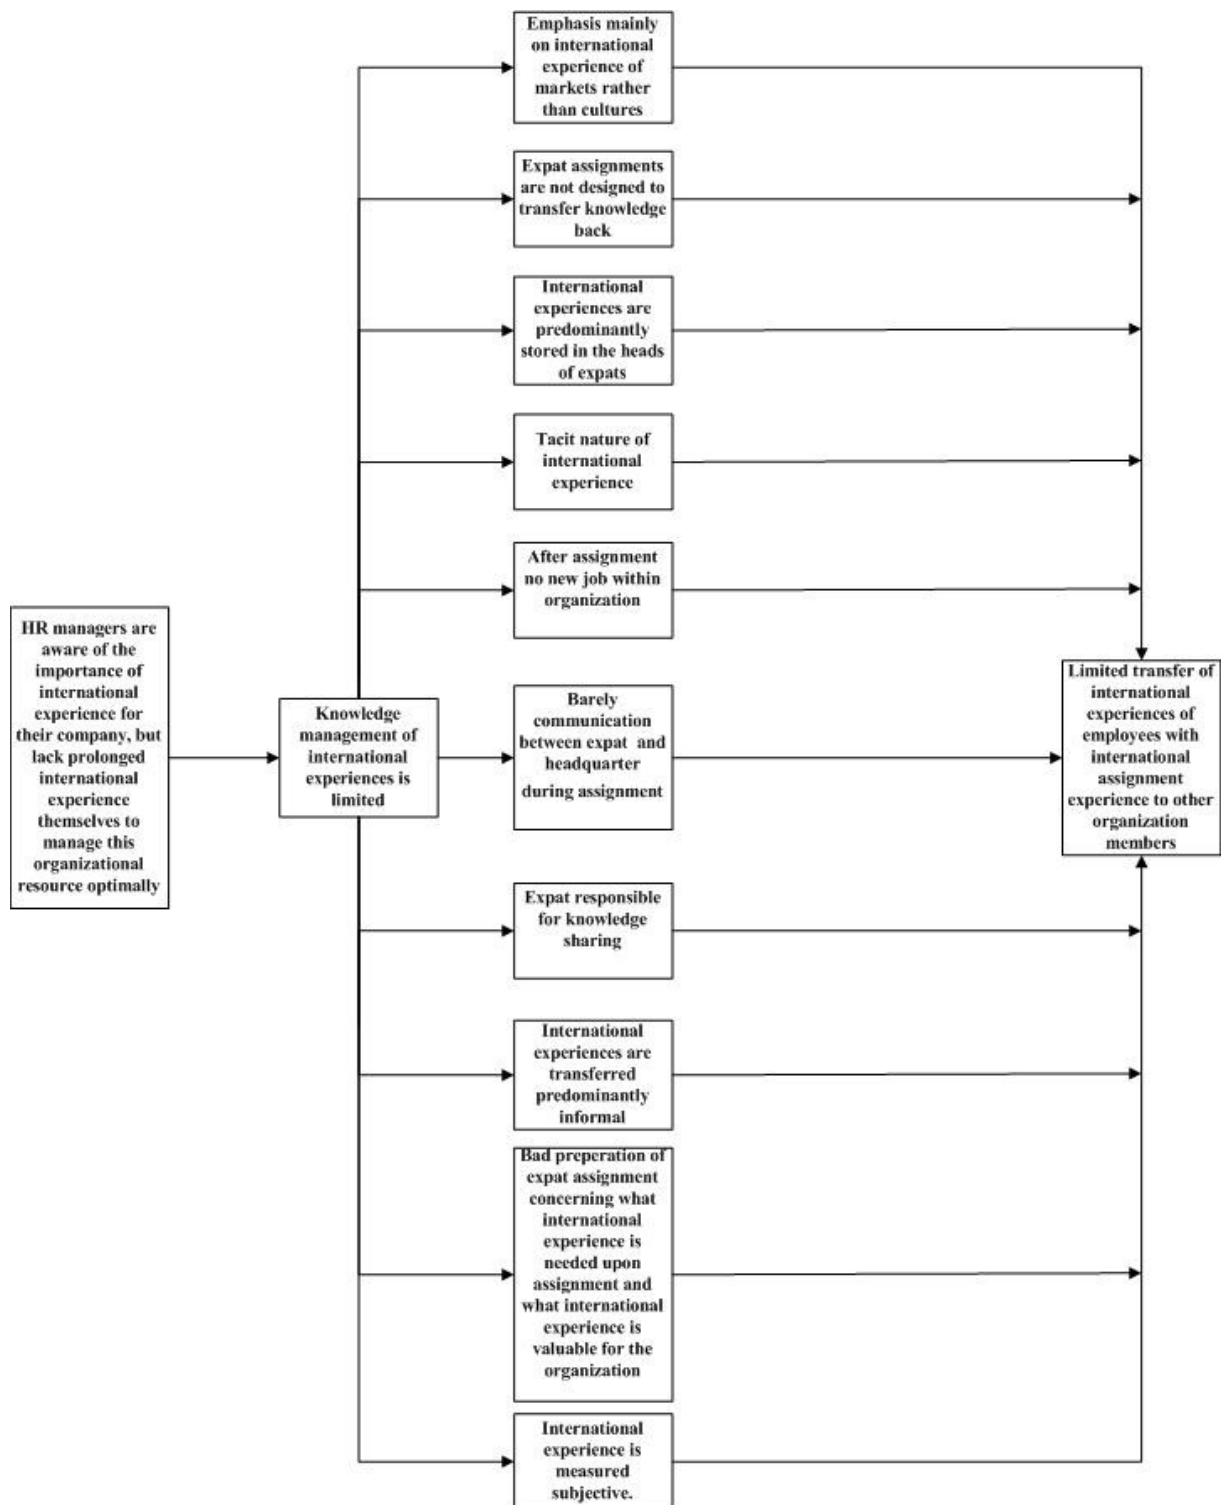 Emphasis mainly
on international
experience of
markets rather
than cultures
Expat assignments
are not designed to
transfer knowledge
back
International
experiences are
predominantly
stored in the heads
of expats
Tacit nature of
international
experience
After assignment
no new job within
organization
HR managers are
aware of the
importance of
international
experience for
their company, but
lack prolonged
international
experience
themselves to
manage this
organizational
resource optimally
Knowledge
management of
international
experiences is
limited
Barely
communication
between expat and
headquarter
during assignment
Limited transfer of
international
experiences of
employees with
international
assignment
experience to other
organization
members
Expat responsible
for knowledge
sharing
International
experiences are
transferred
predominantly
informal
Bad preperation of
expat assignment
concerning what
international
experience is
needed upon
assignment and
what international
experience is
valuable for the
organization
International
experience is
measured
subjective.